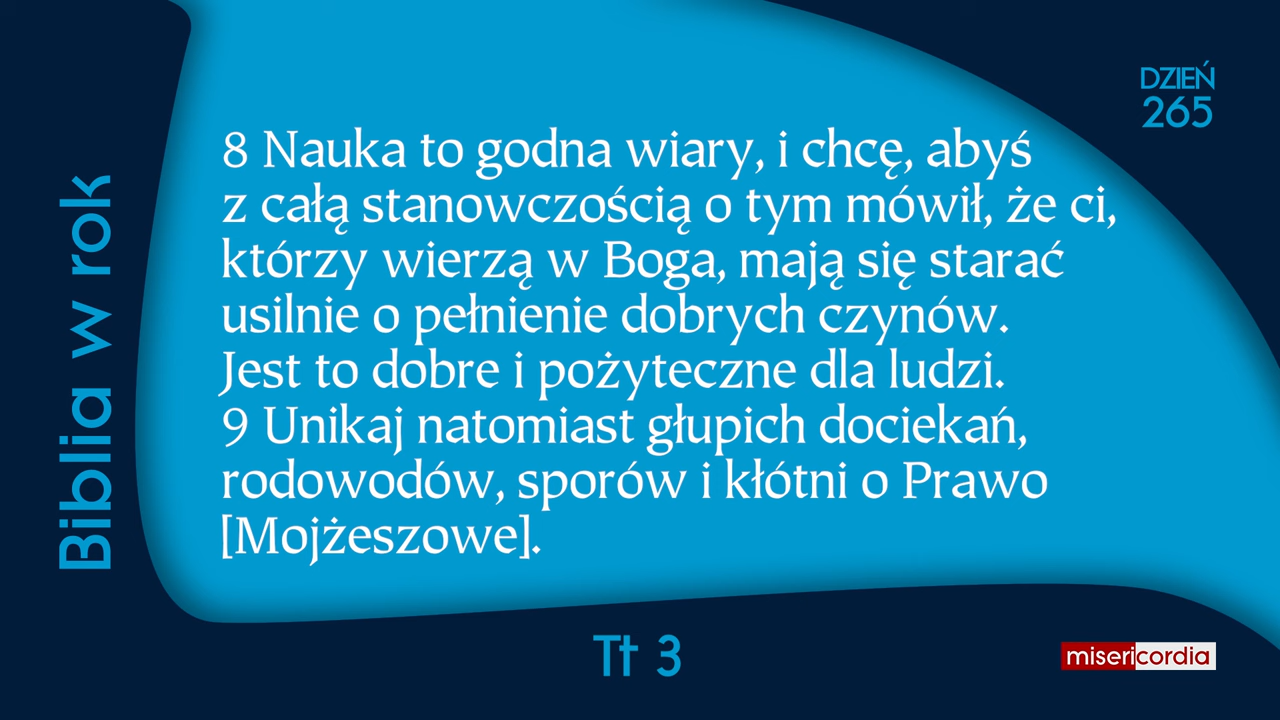 DZIEŃ
265
Biblia w rok
8 Nauka to godna wiary, i chcę, abyś
z całą stanowczością o tym mówił, że ci,
którzy wierzą w Boga, mają się starać
usilnie o pełnienie dobrych czynów.
Jest to dobre i pożyteczne dla ludzi.
9 Unikaj natomiast głupich dociekań,
rodowodów, sporów i kłótni o Prawo
[Mojżeszowe].
Tt 3
misericordia